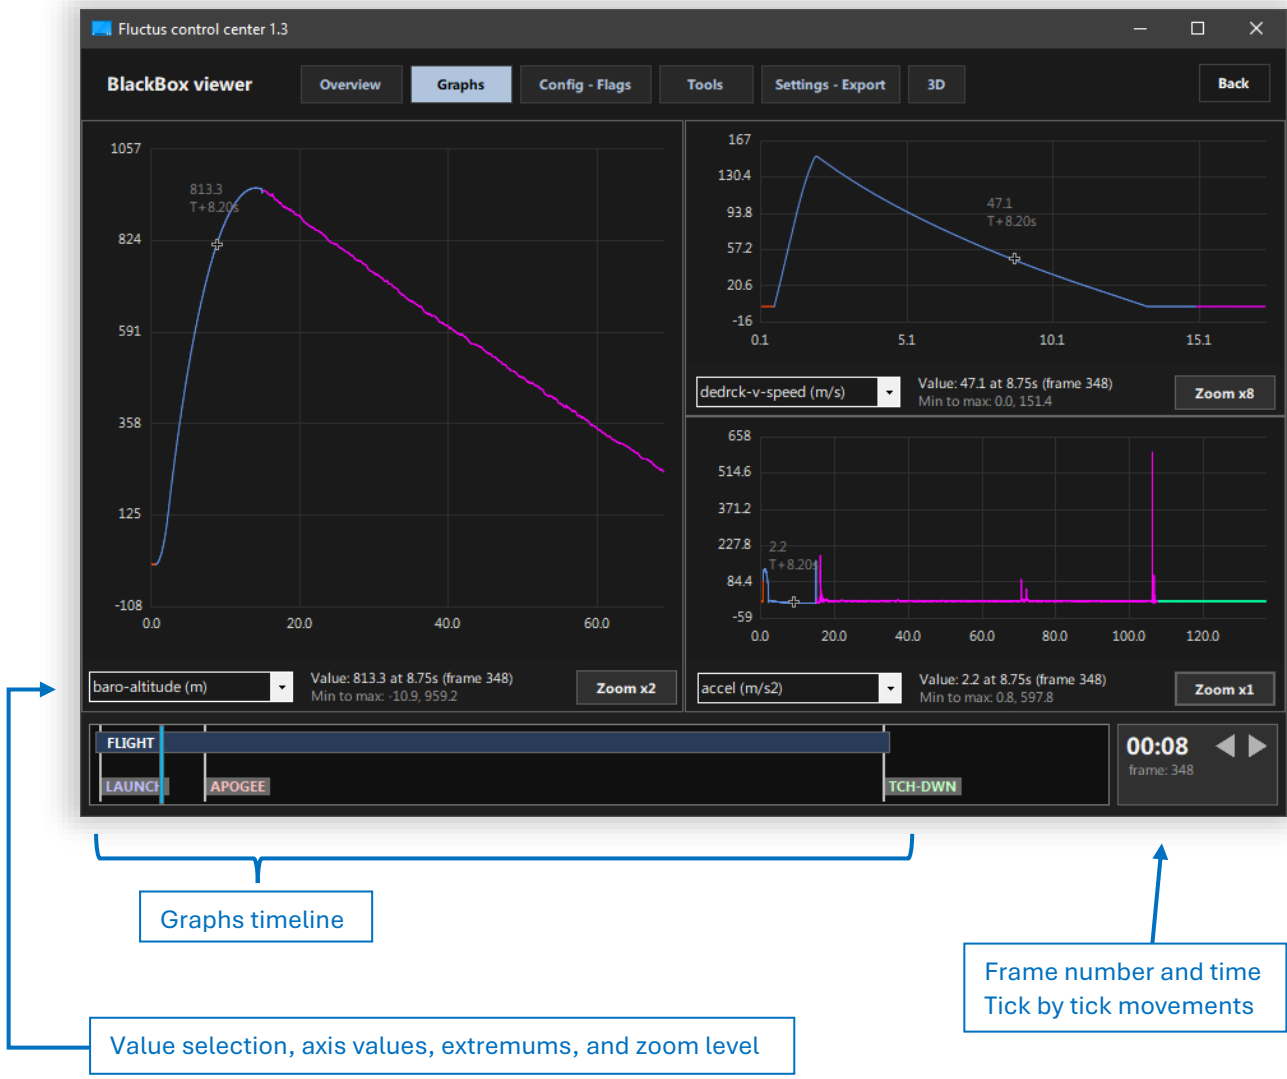 Fluctus control center 1.3
BlackBox viewer
Overview
Graphs
Config - Flags
Tools
Settings - Export
3D
Back
1057
824
591
358
125
-108
0.0
20.0
40.0
60.0
813.3
T+8.20s
baro-altitude (m)
Value: 813.3 at 8.75s (frame 348)
Min to max: -10.9, 959.2
Zoom x2
167
130.4
93.8
57.2
20.6
-16
0.1
5.1
10.1
15.1
47.1
T+8.20s
dedrck-v-speed (m/s)
Value: 47.1 at 8.75s (frame 348)
Min to max: 0.0, 151.4
Zoom x8
658
514.6
371.2
227.8
84.4
-59
0.0
20.0
40.0
60.0
80.0
100.0
120.0
2.2
T+8.20s
accel (m/s2)
Value: 2.2 at 8.75s (frame 348)
Min to max: 0.8, 597.8
Zoom x1
FLIGHT
LAUNCH
APOGEE
TCH-DWN
00:08
frame: 348
Graphs timeline
Frame number and time
Tick by tick movements
Value selection, axis values, extremums, and zoom level